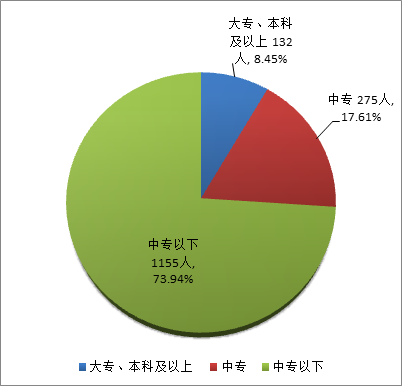 大专、本科
及以上 132
人, 8.45%
中专 275人,
17.61%
中专以下
1155人,
73.94%
大专、本科及以上 中专 中专以下